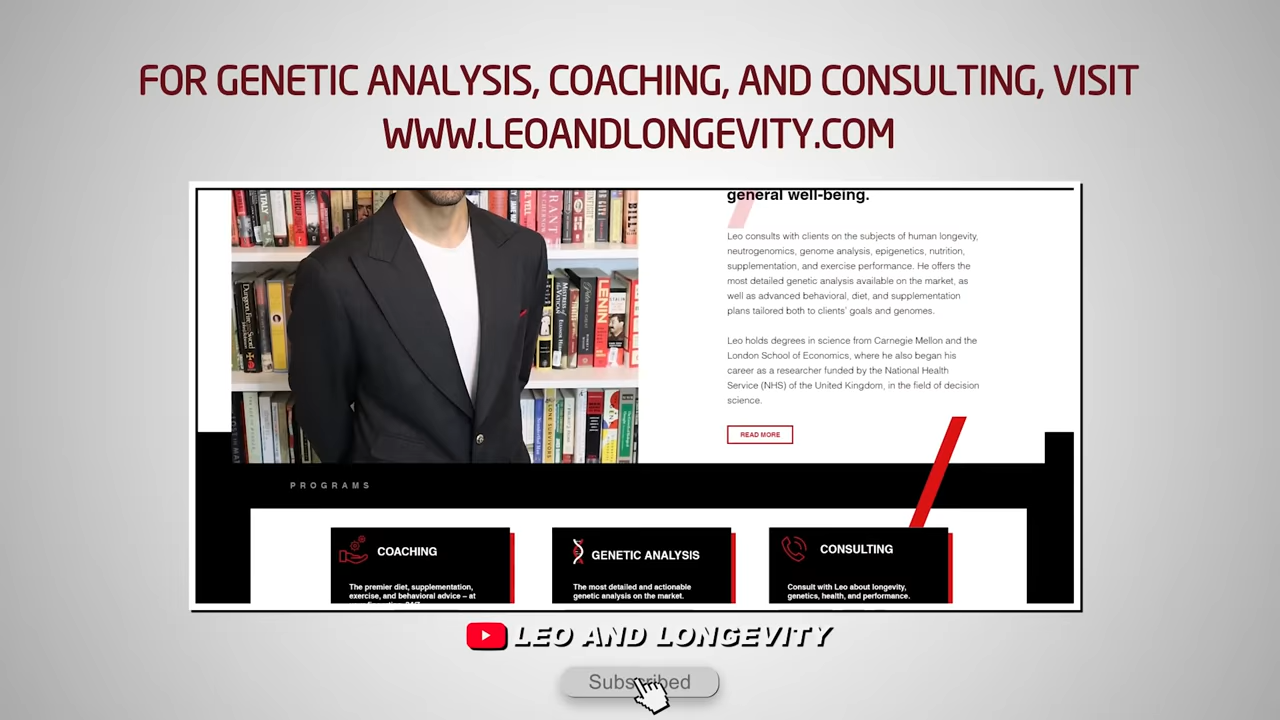 FOR GENETIC ANALYSIS, COACHING, AND CONSULTING, VISIT
WWW.LEOANDLONGEVITY.COM
general well-being.
Leo consults with clients on the subjects of human longevity,
neutrogenomics, genome analysis, epigenetics, nutrition,
supplementation, and exercise performance. He offers the
most detailed genetic analysis available on the market, as
well as advanced behavioral, diet, and supplementation
plans tailored both to clients' goals and genomes.
Leo holds degrees in science from Carnegie Mellon and the
London School of Economics, where he also began his
career as a researcher funded by the National Health
Service (NHS) of the United Kingdom, in the field of decision
science.
READ MORE
LENIN
STALIN
PROGRAMS
COACHING
The premier diet, supplementation,
exercise, and behavioral advice – at
GENETIC ANALYSIS
The most detailed and actionable
genetic analysis on the market.
CONSULTING
Consult with Leo about longevity,
genetics, health, and performance.
LEO AND LONGEVITY
Subscribed